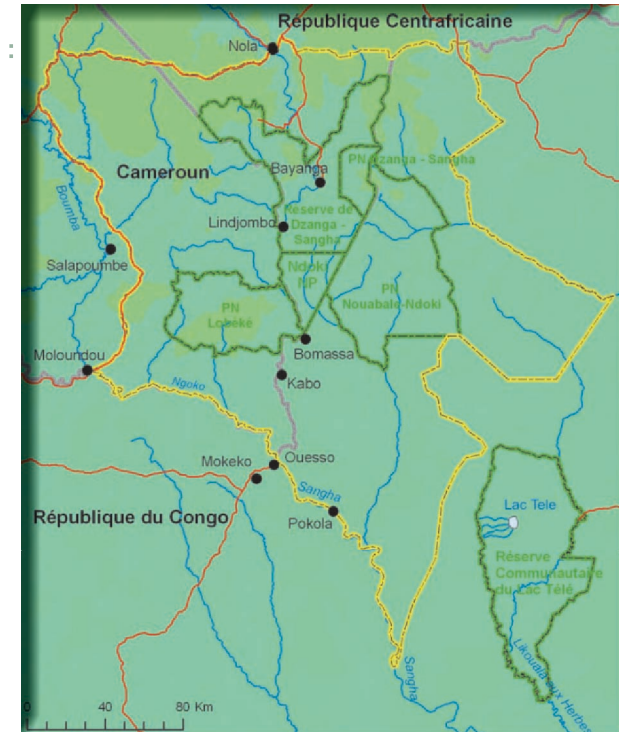 :
République Centrafricaine
Nola
PN Dzanga - Sangha
Cameroun
Bayanga
Boumba
Lindjombo
Réserve de
Dzanga -
Sangha
Salapoumbe
Ndoki
NP
PN
Nouabale-Ndoki
PN
Lobéké
Moloundou
Bomassa
Ngoko
Kabo
Mokeko
Ouesso
Sangha
République du Congo
Pokola
Lac Tele
Réserve
Communautaire
du Lac Télé
Sangha
Likouala aux Herbes
0 40 80 Km